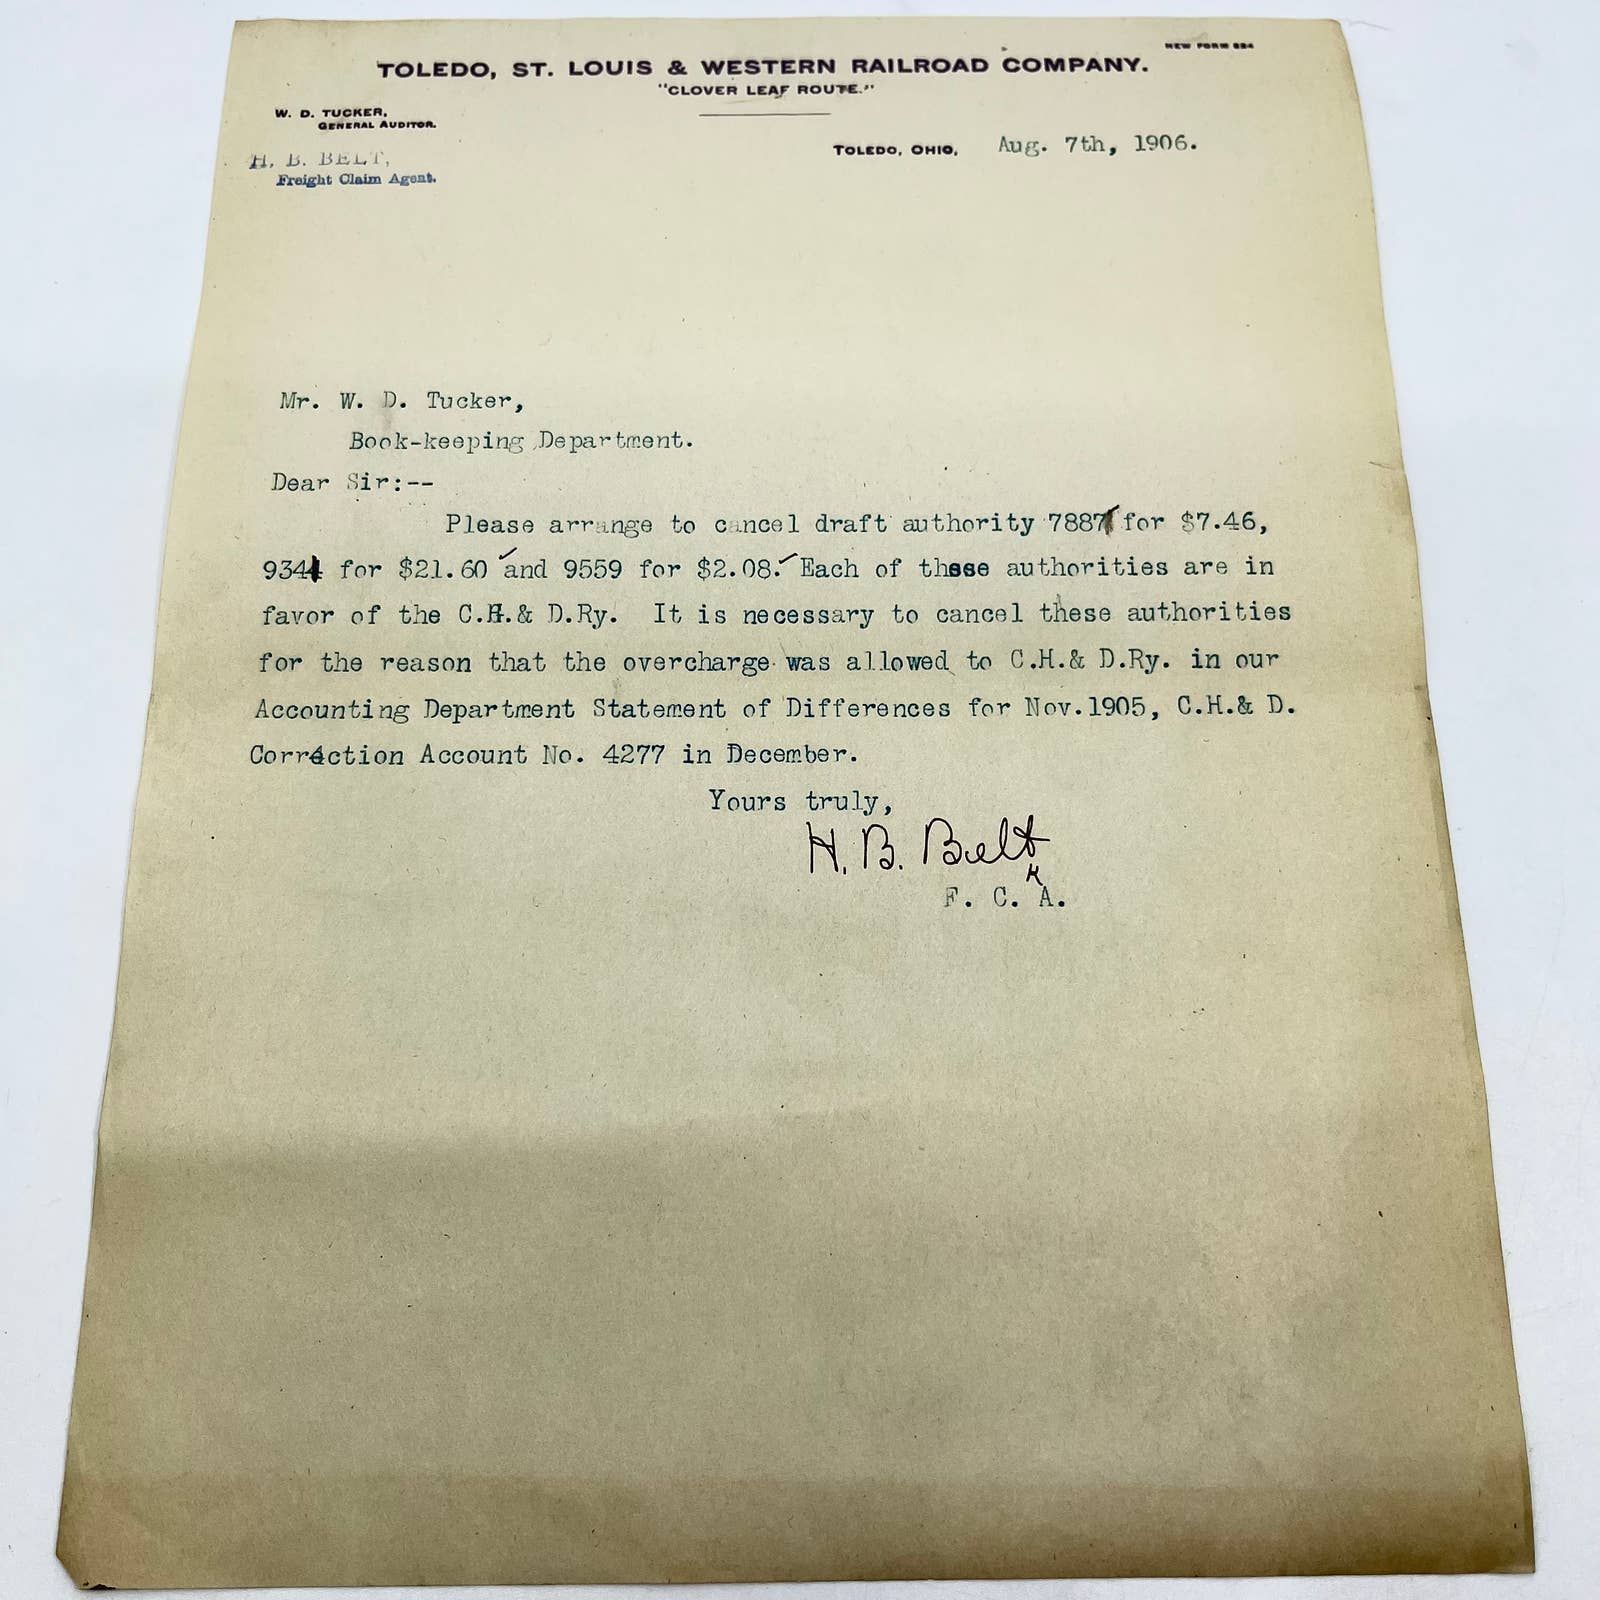 NEW FORM 224
TOLEDO, ST. LOUIS & WESTERN RAILROAD COMPANY.
"CLOVER LEAF ROUTE."
W. D. TUCKER,
GENERAL AUDITOR.
H. B. BELT,
Freight Claim Agent.
TOLEDO, OHIO, Aug. 7th, 1906.
Mr. W. D. Tucker,
Book-keeping Department.
Dear Sir:--
Please arrange to cancel draft authority 7887 for $7.46,
9344 for $21.60 and 9559 for $2.08. Each of these authorities are in
favor of the C.H.& D.Ry. It is necessary to cancel these authorities
for the reason that the overcharge was allowed to C.H.& D.Ry. in our
Accounting Department Statement of Differences for Nov.1905, C.H.& D.
Correction Account No. 4277 in December.
Yours truly,
H. B. Belt
K
F. C. A.